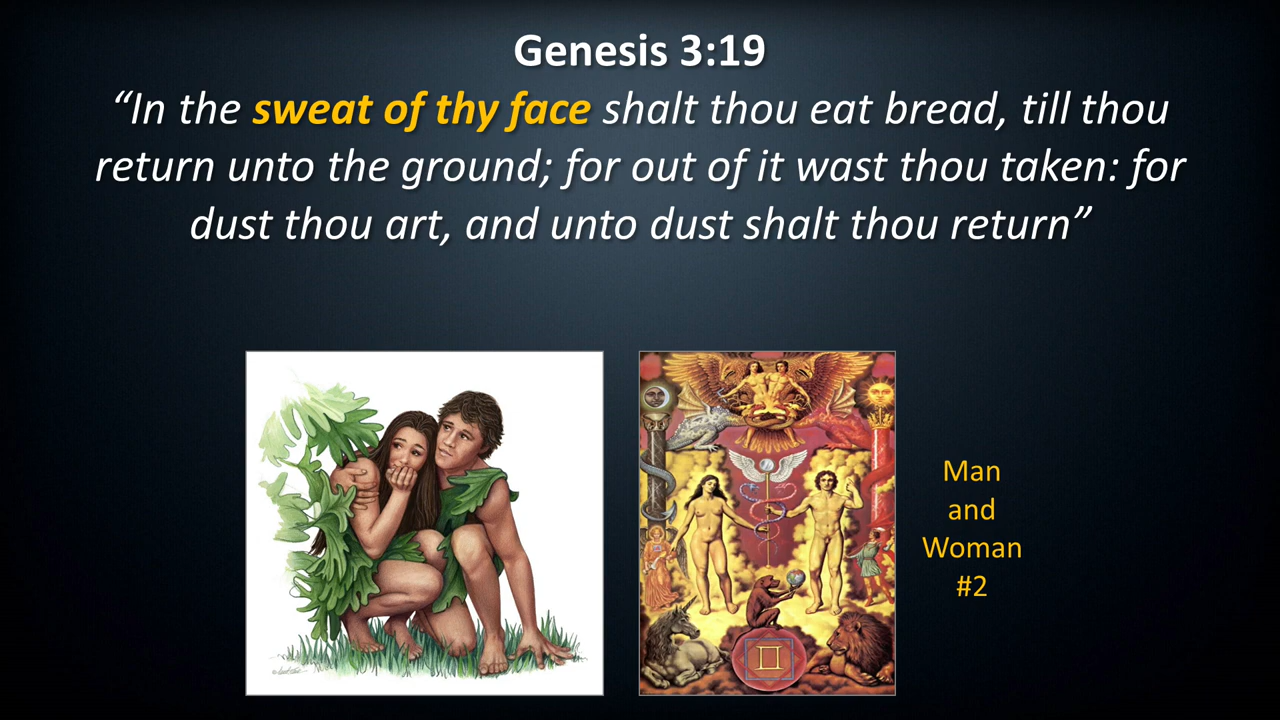 Genesis 3:19
“In the sweat of thy face shalt thou eat bread, till thou
return unto the ground; for out of it wast thou taken: for
dust thou art, and unto dust shalt thou return”
Man
and
Woman
#2